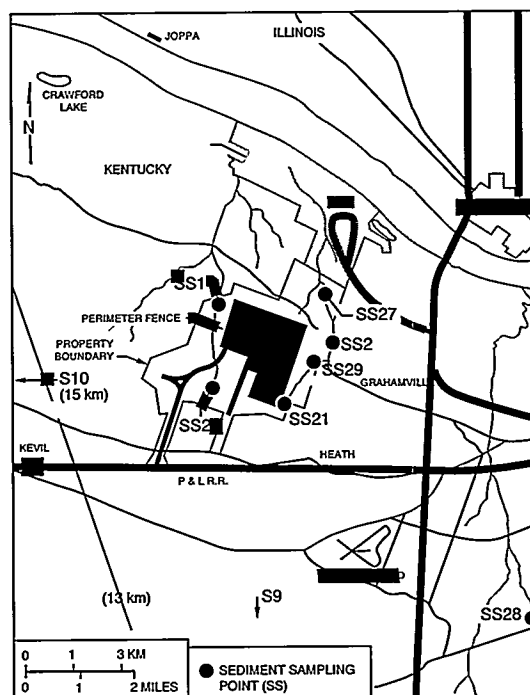 ILLINOIS
JOPPA
CRAWFORD
LAKE
N
KENTUCKY
SS1
SS27
PERIMETER FENCE
PROPERTY
BOUNDARY
SS2
SS29
S10
(15 km)
GRAHAMVILL
SS2
SS21
KEVIL
HEATH
P & L R.R.
P
(13 km)
S9
SS28
0 1 3 KM
0 1 2 MILES
SEDIMENT SAMPLING
POINT (SS)